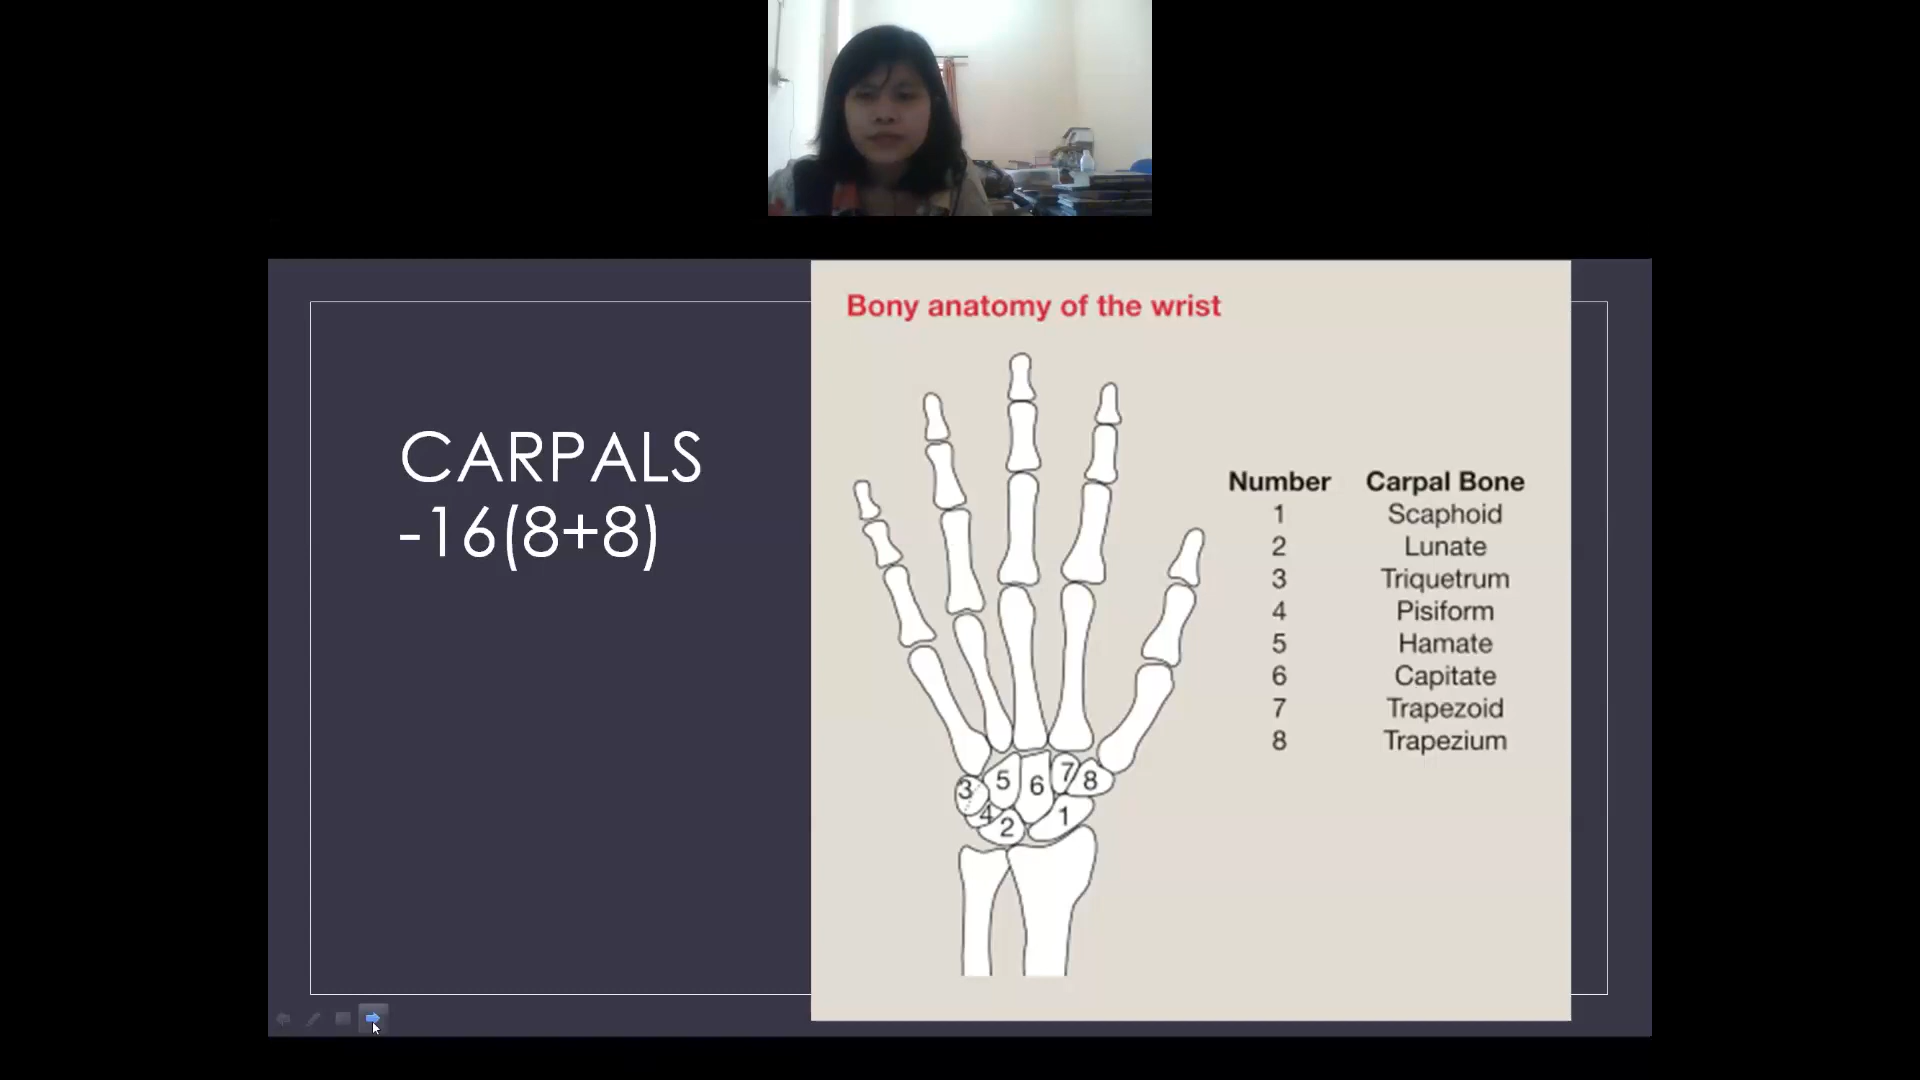 CARPALS
-16(8+8)
Bony anatomy of the wrist
Number Carpal Bone
1 Scaphoid
2 Lunate
3 Triquetrum
4 Pisiform
5 Hamate
6 Capitate
7 Trapezoid
8 Trapezium
3 5 6 7 8
4 2 1